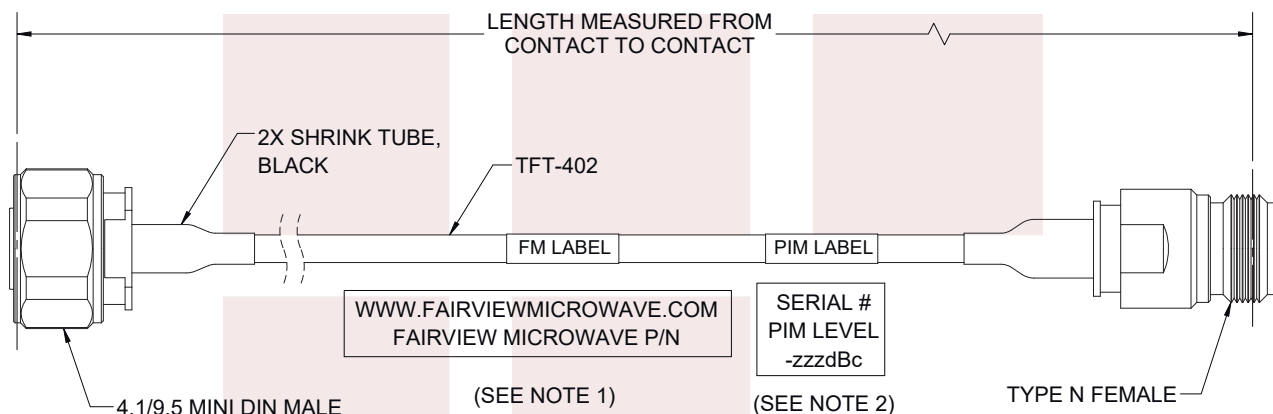 LENGTH MEASURED FROM
CONTACT TO CONTACT
2X SHRINK TUBE,
BLACK
TFT-402
FM LABEL
PIM LABEL
WWW.FAIRVIEWMICROWAVE.COM
FAIRVIEW MICROWAVE P/N
SERIAL #
PIM LEVEL
-zzzdBc
(SEE NOTE 1)
(SEE NOTE 2)
4.1/9.5 MINI DIN MALE
TYPE N FEMALE